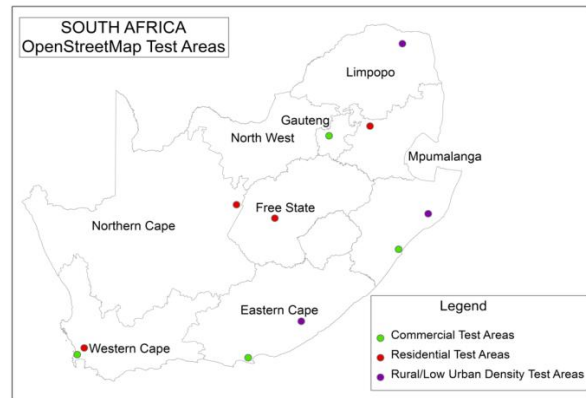 SOUTH AFRICA
OpenStreetMap Test Areas
Limpopo
Gauteng
North West
Mpumalanga
Free State
Northern Cape
Eastern Cape
Western Cape
Legend
Commercial Test Areas
Residential Test Areas
Rural/Low Urban Density Test Areas